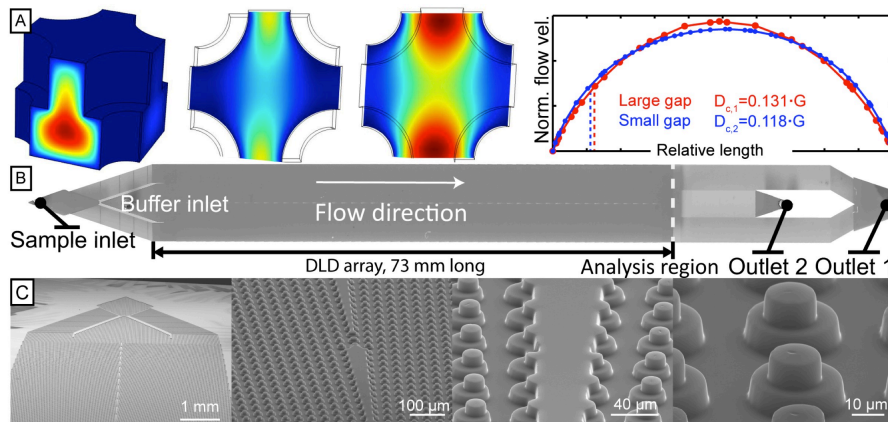 A
Norm. flow vel.
Large gap D_c,1=0.131·G
Small gap D_c,2=0.118·G
Relative length
B
Buffer inlet
Flow direction
Sample inlet
DLD array, 73 mm long
Analysis region
Outlet 2
Outlet 1
C
1 mm
100 µm
40 µm
10 µm